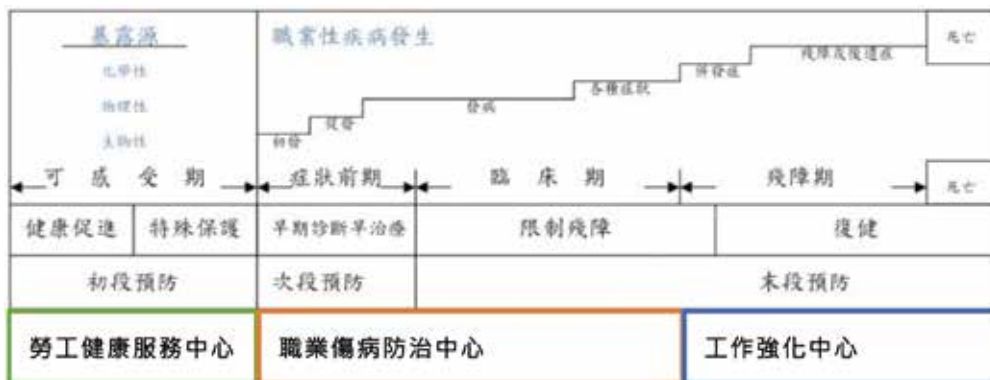 暴露源
職業性疾病發生
死亡
化學性
物理性
生物性
初發
從發
發病
各種症狀
併發症
殘障或後遺症
可感受期
症狀前期
臨床期
殘障期
死亡
健康促進
特殊保護
早期診斷早治療
限制殘障
復健
初段預防
次段預防
末段預防
勞工健康服務中心
職業傷病防治中心
工作強化中心